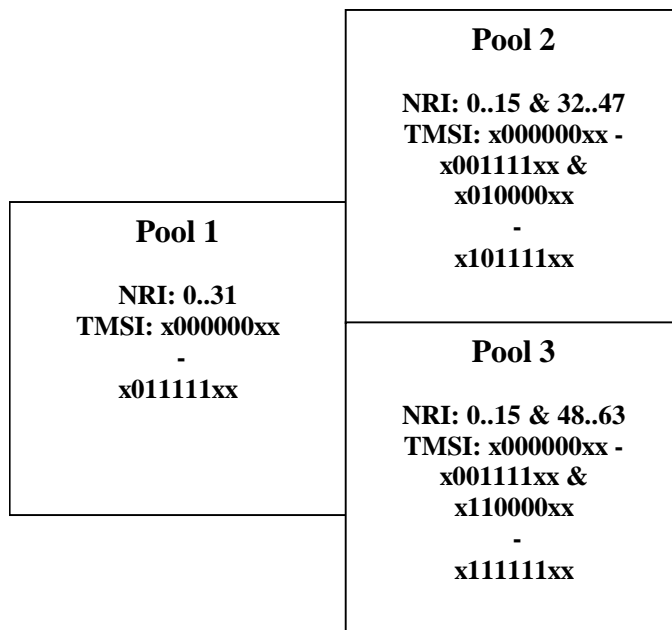 Pool 2
NRI: 0..15 & 32..47
TMSI: x000000xx -
x001111xx &
x010000xx
-
x101111xx
Pool 1
NRI: 0..31
TMSI: x000000xx
-
x011111xx
Pool 3
NRI: 0..15 & 48..63
TMSI: x000000xx -
x001111xx &
x110000xx
-
x111111xx